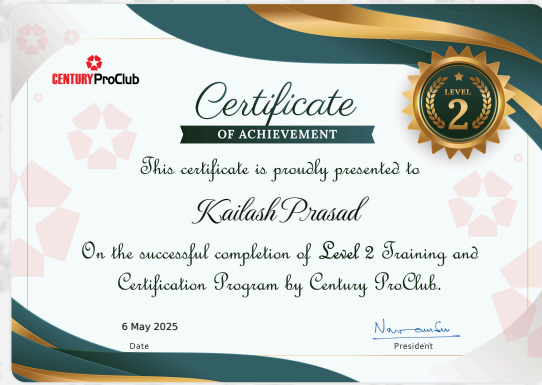 CENTURY ProClub
Certificate
OF ACHIEVEMENT
LEVEL
2
This certificate is proudly presented to
Kailash Prasad
On the successful completion of Level 2 Training and
Certification Program by Century ProClub.
6 May 2025
Date
President